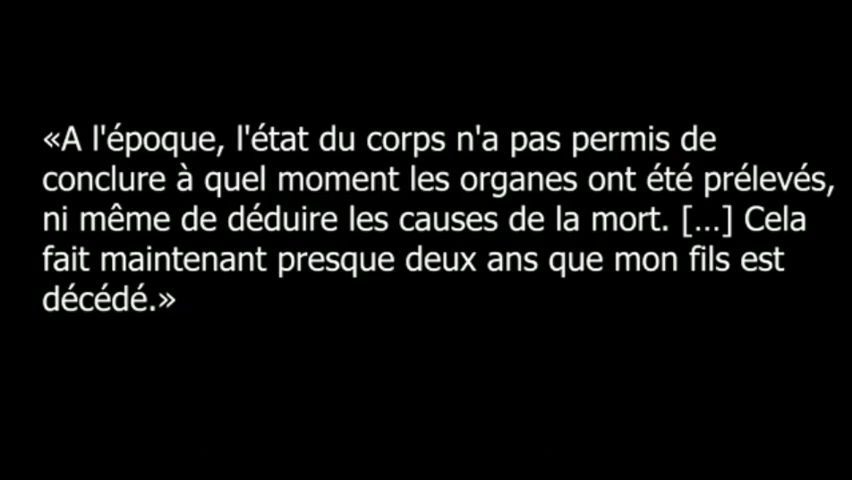 «A l'époque, l'état du corps n'a pas permis de
conclure à quel moment les organes ont été prélevés,
ni même de déduire les causes de la mort. [...] Cela
fait maintenant presque deux ans que mon fils est
décédé.»